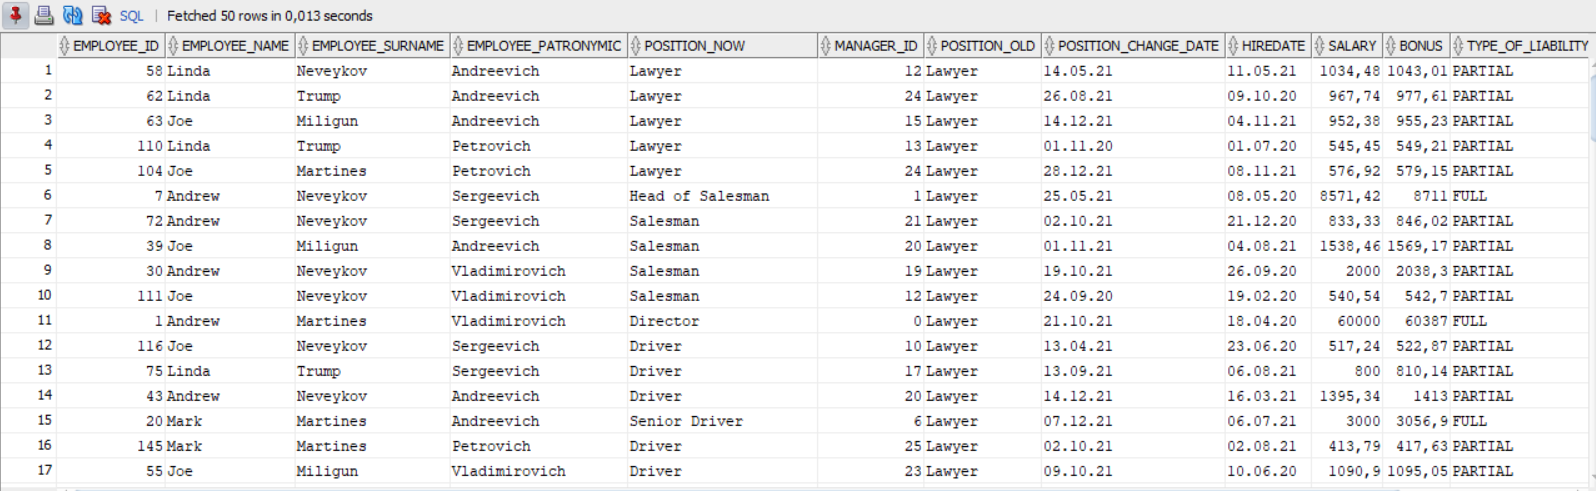 SQL | Fetched 50 rows in 0,013 seconds
EMPLOYEE_ID EMPLOYEE_NAME EMPLOYEE_SURNAME EMPLOYEE_PATRONYMIC POSITION_NOW MANAGER_ID POSITION_OLD POSITION_CHANGE_DATE HIREDATE SALARY BONUS TYPE_OF_LIABILITY
1 58 Linda Neveykov Andreevich Lawyer 12 Lawyer 14.05.21 11.05.21 1034,48 1043,01 PARTIAL
2 62 Linda Trump Andreevich Lawyer 24 Lawyer 26.08.21 09.10.20 967,74 977,61 PARTIAL
3 63 Joe Miligun Andreevich Lawyer 15 Lawyer 14.12.21 04.11.21 952,38 955,23 PARTIAL
4 110 Linda Trump Petrovich Lawyer 13 Lawyer 01.11.20 01.07.20 545,45 549,21 PARTIAL
5 104 Joe Martines Petrovich Lawyer 24 Lawyer 28.12.21 08.11.21 576,92 579,15 PARTIAL
6 7 Andrew Neveykov Sergeevich Head of Salesman 1 Lawyer 25.05.21 08.05.20 8571,42 8711 FULL
7 72 Andrew Neveykov Sergeevich Salesman 21 Lawyer 02.10.21 21.12.20 833,33 846,02 PARTIAL
8 39 Joe Miligun Andreevich Salesman 20 Lawyer 01.11.21 04.08.21 1538,46 1569,17 PARTIAL
9 30 Andrew Neveykov Vladimirovich Salesman 19 Lawyer 19.10.21 26.09.20 2000 2038,3 PARTIAL
10 111 Joe Neveykov Vladimirovich Salesman 12 Lawyer 24.09.20 19.02.20 540,54 542,7 PARTIAL
11 1 Andrew Martines Vladimirovich Director 0 Lawyer 21.10.21 18.04.20 60000 60387 FULL
12 116 Joe Neveykov Sergeevich Driver 10 Lawyer 13.04.21 23.06.20 517,24 522,87 PARTIAL
13 75 Linda Trump Sergeevich Driver 17 Lawyer 13.09.21 06.08.21 800 810,14 PARTIAL
14 43 Andrew Neveykov Andreevich Driver 20 Lawyer 14.12.21 16.03.21 1395,34 1413 PARTIAL
15 20 Mark Martines Andreevich Senior Driver 6 Lawyer 07.12.21 06.07.21 3000 3056,9 FULL
16 145 Mark Martines Petrovich Driver 25 Lawyer 02.10.21 02.08.21 413,79 417,63 PARTIAL
17 55 Joe Miligun Vladimirovich Driver 23 Lawyer 09.10.21 10.06.20 1090,9 1095,05 PARTIAL